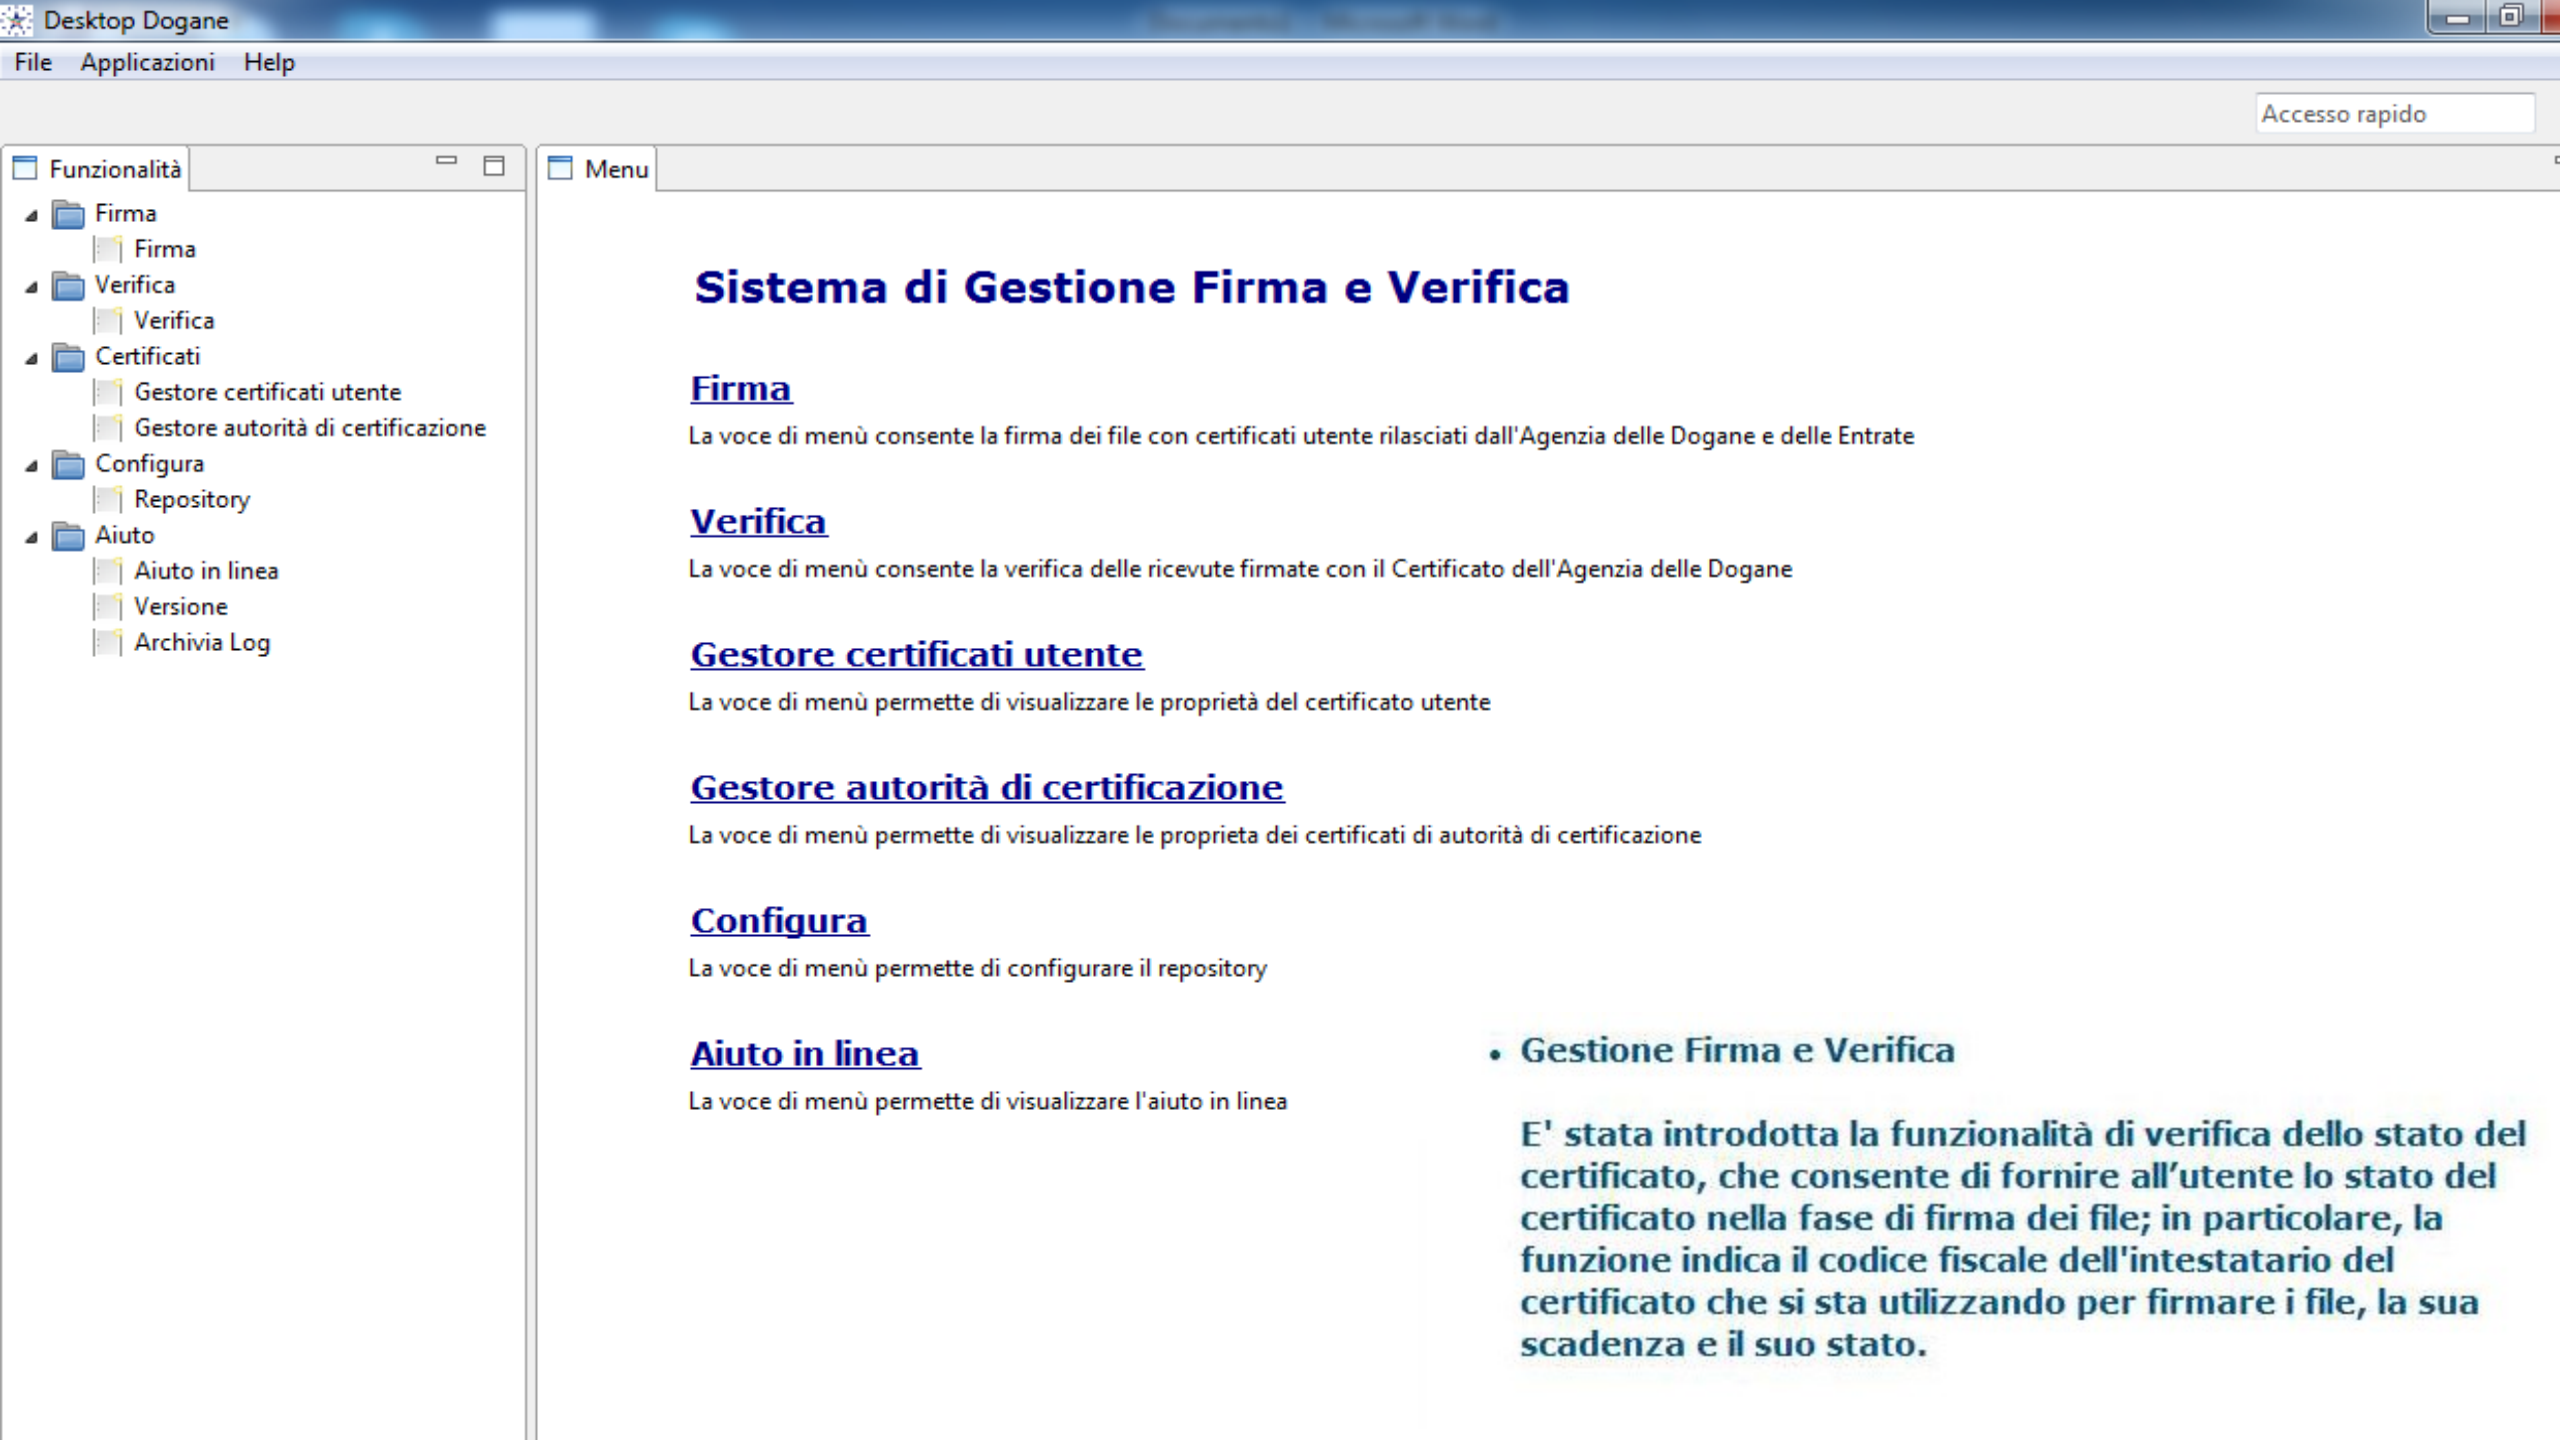 Desktop Dogane
File Applicazioni Help
Accesso rapido
Funzionalità
Menu
Firma
Firma
Verifica
Verifica
Certificati
Gestore certificati utente
Gestore autorità di certificazione
Configura
Repository
Aiuto
Aiuto in linea
Versione
Archivia Log
Sistema di Gestione Firma e Verifica
Firma
La voce di menù consente la firma dei file con certificati utente rilasciati dall'Agenzia delle Dogane e delle Entrate
Verifica
La voce di menù consente la verifica delle ricevute firmate con il Certificato dell'Agenzia delle Dogane
Gestore certificati utente
La voce di menù permette di visualizzare le proprietà del certificato utente
Gestore autorità di certificazione
La voce di menù permette di visualizzare le proprieta dei certificati di autorità di certificazione
Configura
La voce di menù permette di configurare il repository
Aiuto in linea
La voce di menù permette di visualizzare l'aiuto in linea
• Gestione Firma e Verifica
E' stata introdotta la funzionalità di verifica dello stato del
certificato, che consente di fornire all’utente lo stato del
certificato nella fase di firma dei file; in particolare, la
funzione indica il codice fiscale dell'intestatario del
certificato che si sta utilizzando per firmare i file, la sua
scadenza e il suo stato.